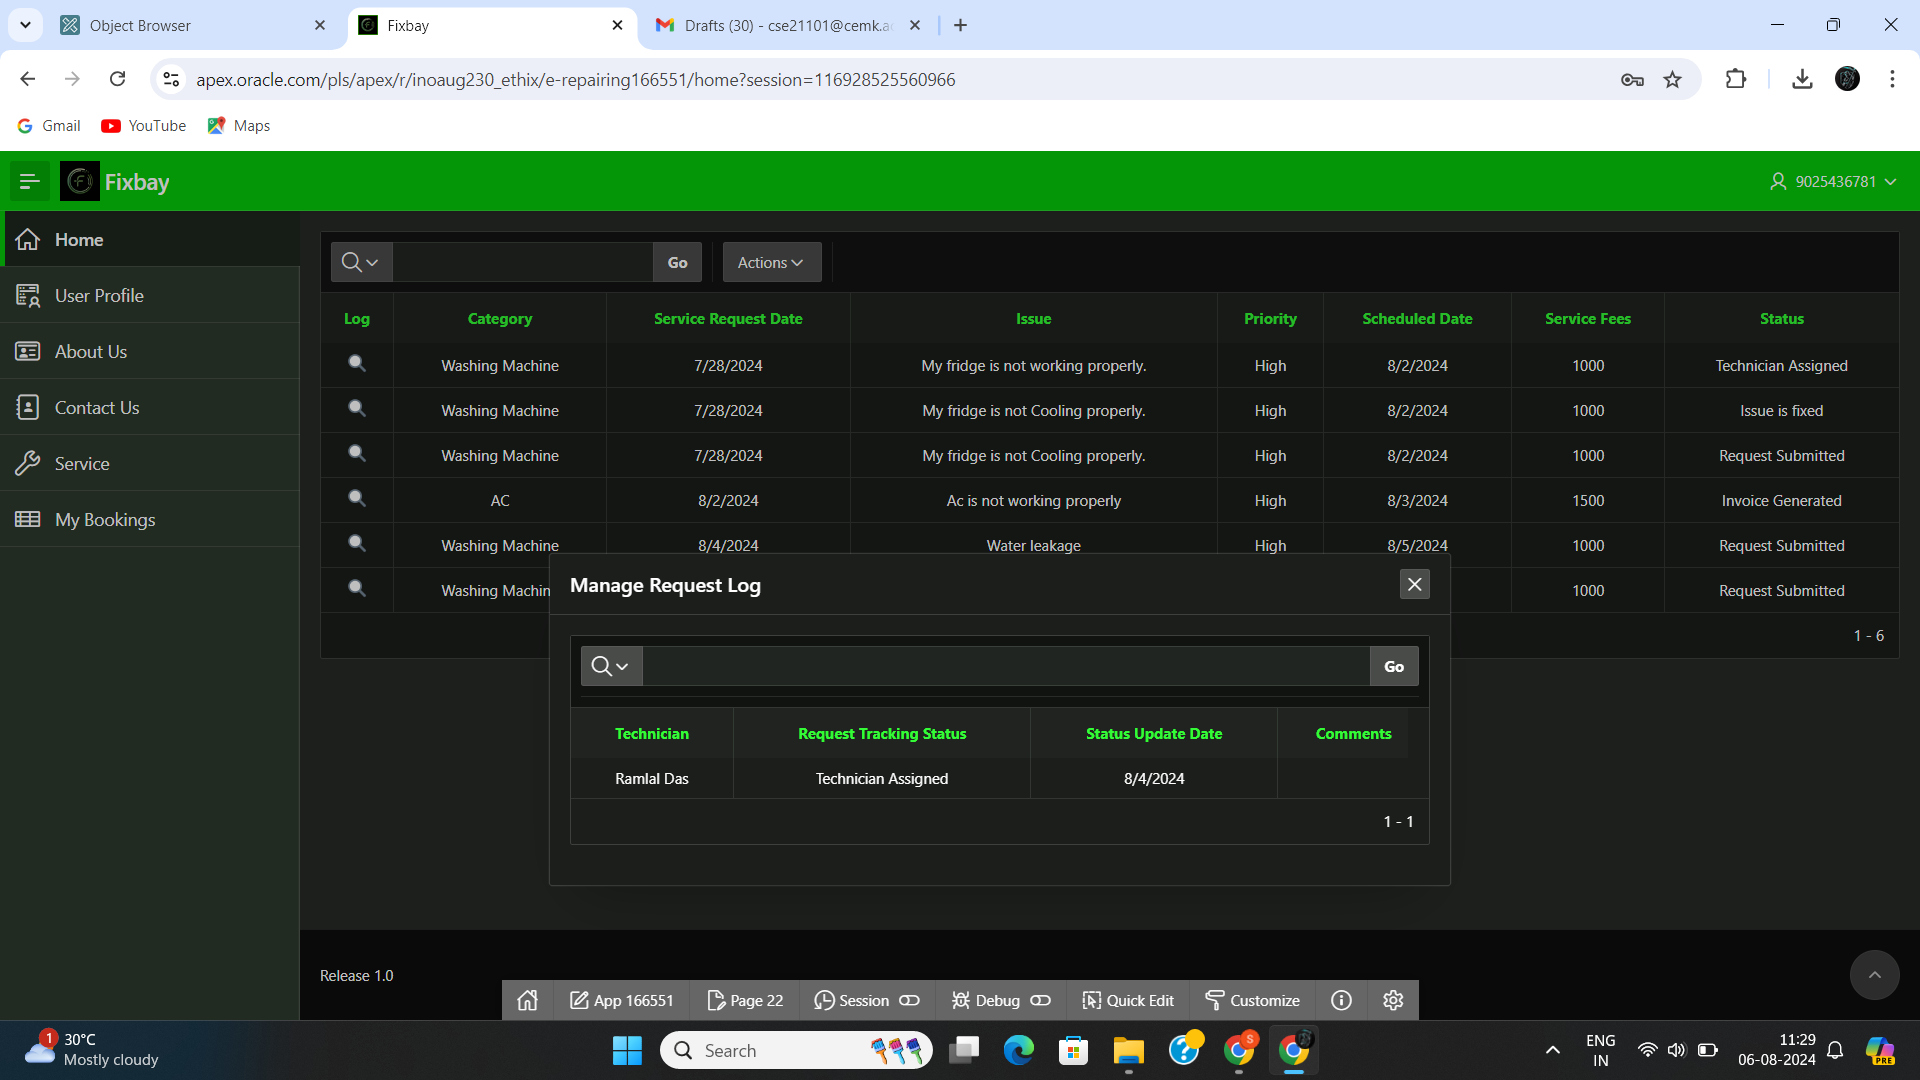 Object Browser
Fixbay
Drafts (30) - cse21101@cemk.ac
apex.oracle.com/pls/apex/r/inoaug230_ethix/e-repairing166551/home?session=116928525560966
Gmail YouTube Maps
Fixbay
9025436781
Home
User Profile
About Us
Contact Us
Service
My Bookings
Go Actions
Log Category Service Request Date Issue Priority Scheduled Date Service Fees Status
Washing Machine 7/28/2024 My fridge is not working properly. High 8/2/2024 1000 Technician Assigned
Washing Machine 7/28/2024 My fridge is not Cooling properly. High 8/2/2024 1000 Issue is fixed
Washing Machine 7/28/2024 My fridge is not Cooling properly. High 8/2/2024 1000 Request Submitted
AC 8/2/2024 Ac is not working properly High 8/3/2024 1500 Invoice Generated
Washing Machine 8/4/2024 Water leakage High 8/5/2024 1000 Request Submitted
Washing Machin 1000 Request Submitted
1 - 6
Manage Request Log
Go
Technician Request Tracking Status Status Update Date Comments
Ramlal Das Technician Assigned 8/4/2024
1 - 1
Release 1.0
App 166551 Page 22 Session Debug Quick Edit Customize
1
30°C
Mostly cloudy
Search
S
ENG
IN
11:29
06-08-2024
PRE